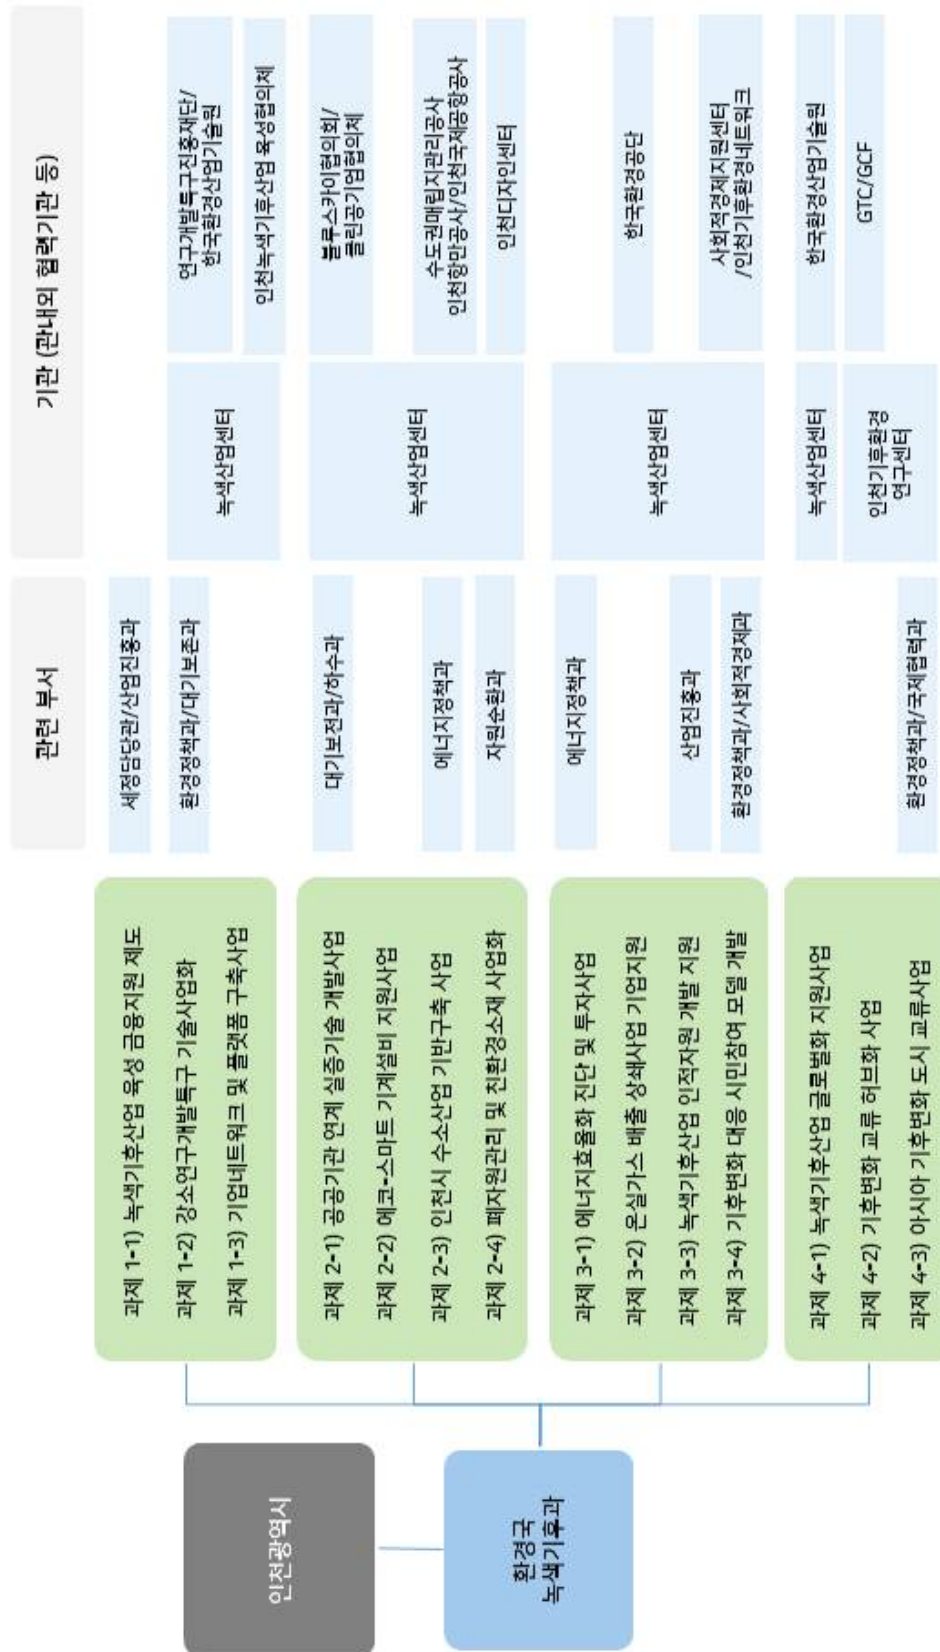 인천광역시
환경국
녹색기후과
과제 1-1) 녹색기후산업 육성 금융지원 제도
과제 1-2) 강소연구개발특구 기술사업화
과제 1-3) 기업네트워크 및 플랫폼 구축사업
과제 2-1) 공공기관 연계 실증기술 개발사업
과제 2-2) 에코-스마트 기계설비 지원사업
과제 2-3) 인천시 수소산업 기반구축 사업
과제 2-4) 폐자원관리 및 친환경소재 사업화
과제 3-1) 에너지효율화 진단 및 투자사업
과제 3-2) 온실가스 배출 상쇄사업 기업지원
과제 3-3) 녹색기후산업 인적자원 개발 지원
과제 3-4) 기후변화 대응 시민참여 모델 개발
과제 4-1) 녹색기후산업 글로벌화 지원사업
과제 4-2) 기후변화 교류 허브화 사업
과제 4-3) 아시아 기후변화 도시 교류사업
관련 부서
세정담당관/산업진흥과
환경정책과/대기보존과
대기보전과/하수과
에너지정책과
자원순환과
에너지정책과
산업진흥과
환경정책과/사회적경제과
환경정책과/국제협력과
기관 (관내외 협력기관 등)
녹색산업센터
녹색산업센터
녹색산업센터
녹색산업센터
인천기후환경
연구센터
연구개발특구진흥재단/
한국환경산업기술원
인천녹색기후산업 육성협의체
블루스카이협의회/
클린공기업협의체
수도권매립지관리공사
인천항만공사/인천국제공항공사
인천디자인센터
한국환경공단
사회적경제지원센터
/인천기후환경네트워크
한국환경산업기술원
GTC/GCF